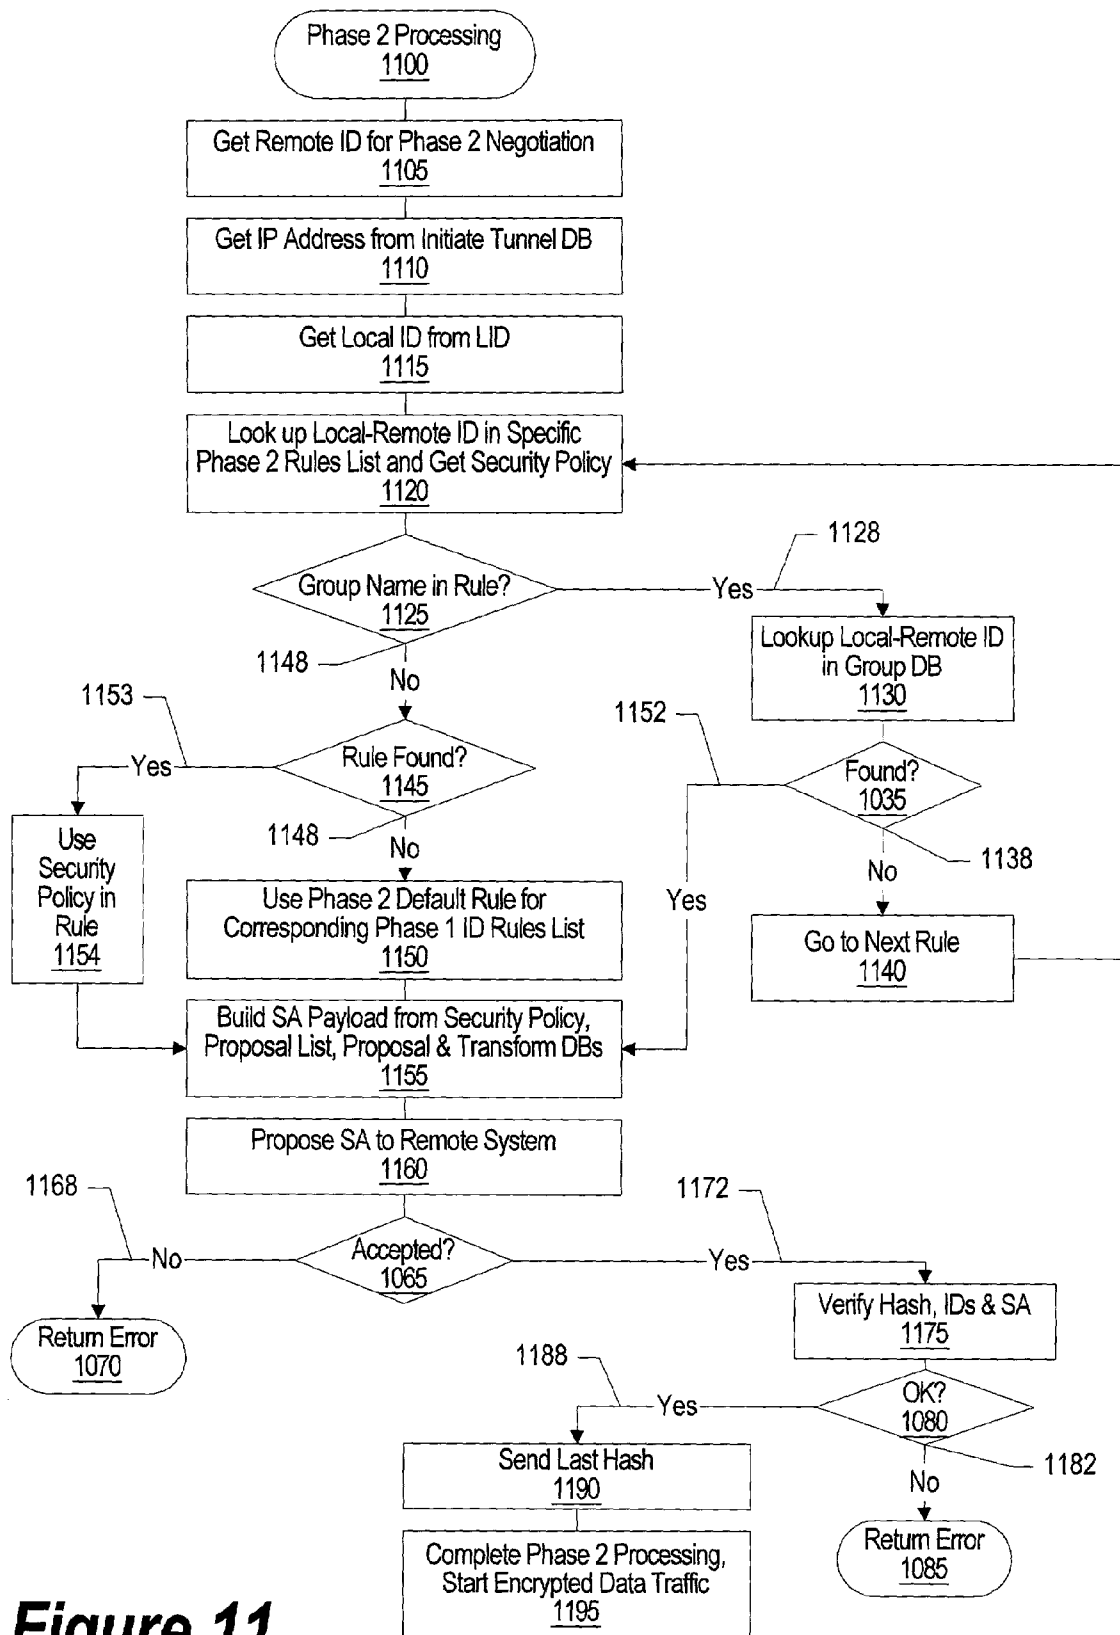 Phase 2 Processing
1100
Get Remote ID for Phase 2 Negotiation
1105
Get IP Address from Initiate Tunnel DB
1110
Get Local ID from LID
1115
Look up Local-Remote ID in Specific
Phase 2 Rules List and Get Security Policy
1120
1128
Group Name in Rule?
1125
Yes
Lookup Local-Remote ID
in Group DB
1130
1148
No
1153
1152
Yes
Rule Found?
1145
Found?
1035
1148
No
1138
No
Use
Security
Policy in
Rule
1154
Yes
Use Phase 2 Default Rule for
Corresponding Phase 1 ID Rules List
1150
Go to Next Rule
1140
Build SA Payload from Security Policy,
Proposal List, Proposal & Transform DBs
1155
Propose SA to Remote System
1160
1168
1172
No
Accepted?
1065
Yes
Return Error
1070
Verify Hash, IDs & SA
1175
1188
Yes
OK?
1080
1182
No
Send Last Hash
1190
Return Error
1085
Complete Phase 2 Processing,
Start Encrypted Data Traffic
1195
Figure 11